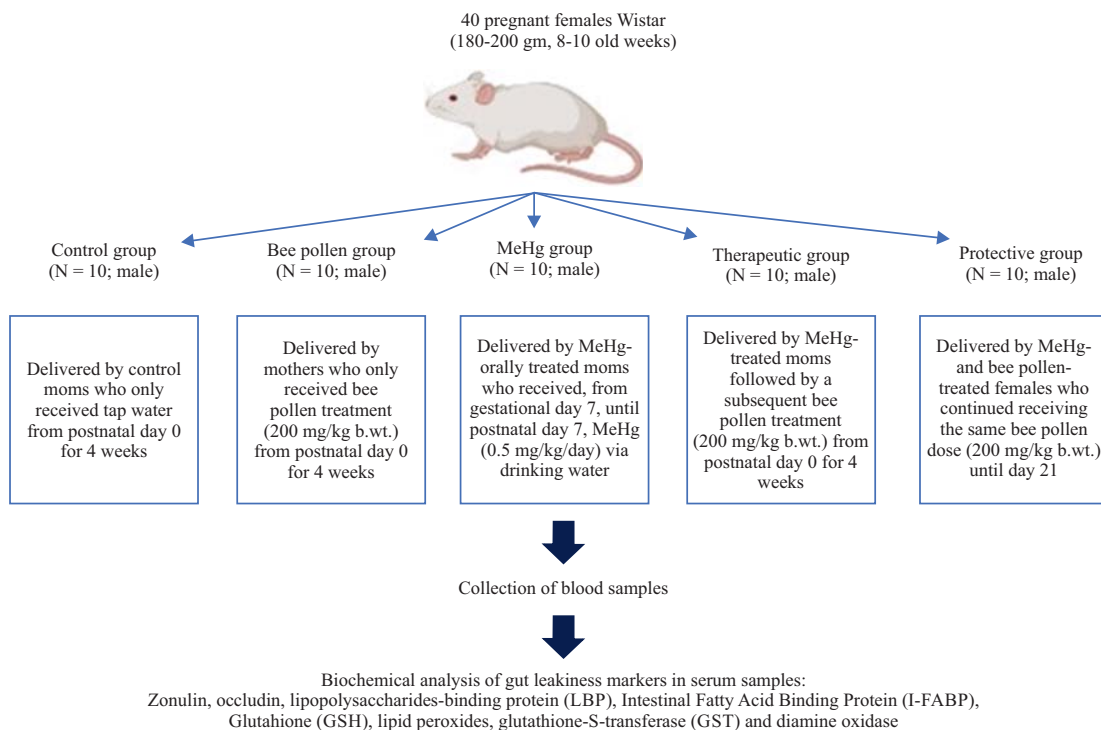 40 pregnant females Wistar
(180-200 gm, 8-10 old weeks)
Control group
(N = 10; male)
Bee pollen group
(N = 10; male)
MeHg group
(N = 10; male)
Therapeutic group
(N = 10; male)
Protective group
(N = 10; male)
Delivered by control
moms who only
received tap water
from postnatal day 0
for 4 weeks
Delivered by
mothers who only
received bee
pollen treatment
(200 mg/kg b.wt.)
from postnatal day 0
for 4 weeks
Delivered by MeHg-
orally treated moms
who received, from
gestational day 7, until
postnatal day 7, MeHg
(0.5 mg/kg/day) via
drinking water
Delivered by MeHg-
treated moms
followed by a
subsequent bee
pollen treatment
(200 mg/kg b.wt.) from
postnatal day 0 for 4
weeks
Delivered by MeHg-
and bee pollen-
treated females who
continued receiving
the same bee pollen
dose (200 mg/kg b.wt.)
until day 21
Collection of blood samples
Biochemical analysis of gut leakiness markers in serum samples:
Zonulin, occludin, lipopolysaccharides-binding protein (LBP), Intestinal Fatty Acid Binding Protein (I-FABP),
Glutahione (GSH), lipid peroxides, glutathione-S-transferase (GST) and diamine oxidase